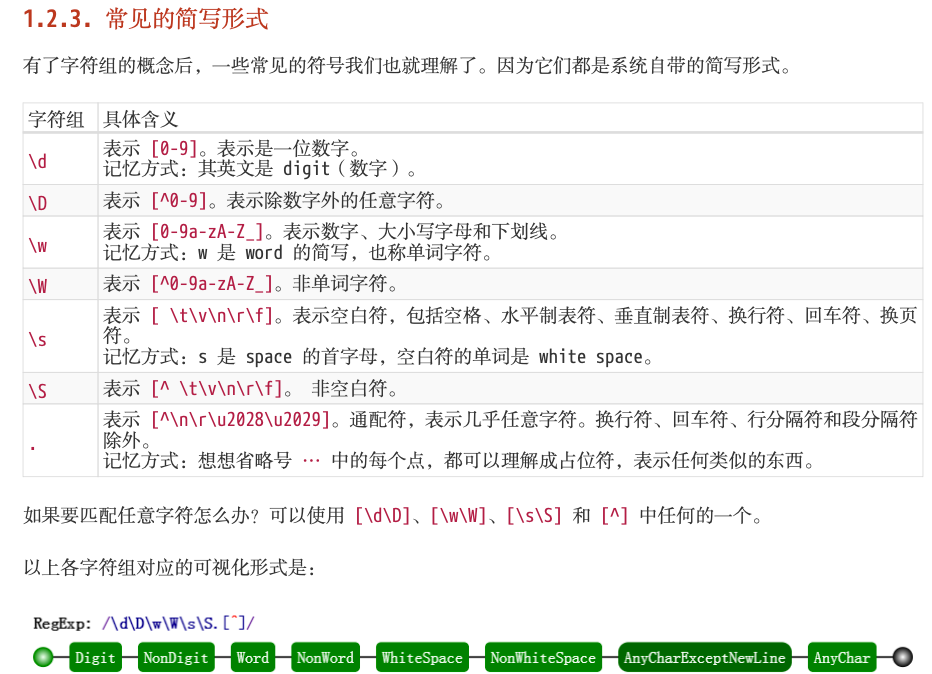 1.2.3. 常见的简写形式
有了字符组的概念后，一些常见的符号我们也就理解了。因为它们都是系统自带的简写形式。
字符组 具体含义
\d 表示 [0-9]。表示是一位数字。
记忆方式：其英文是 digit（数字）。
\D 表示 [^0-9]。表示除数字外的任意字符。
\w 表示 [0-9a-zA-Z_]。表示数字、大小写字母和下划线。
记忆方式：w 是 word 的简写，也称单词字符。
\W 表示 [^0-9a-zA-Z_]。非单词字符。
\s 表示 [ \t\v\n\r\f]。表示空白符，包括空格、水平制表符、垂直制表符、换行符、回车符、换页
符。
记忆方式：s 是 space 的首字母，空白符的单词是 white space。
\S 表示 [^ \t\v\n\r\f]。 非空白符。
. 表示 [^\n\r\u2028\u2029]。通配符，表示几乎任意字符。换行符、回车符、行分隔符和段分隔符
除外。
记忆方式：想想省略号 … 中的每个点，都可以理解成占位符，表示任何类似的东西。
如果要匹配任意字符怎么办？可以使用 [\d\D]、[\w\W]、[\s\S] 和 [^] 中任何的一个。
以上各字符组对应的可视化形式是：
RegExp: /\d\D\w\W\s\S.[^]/
Digit NonDigit Word NonWord WhiteSpace NonWhiteSpace AnyCharExceptNewLine AnyChar